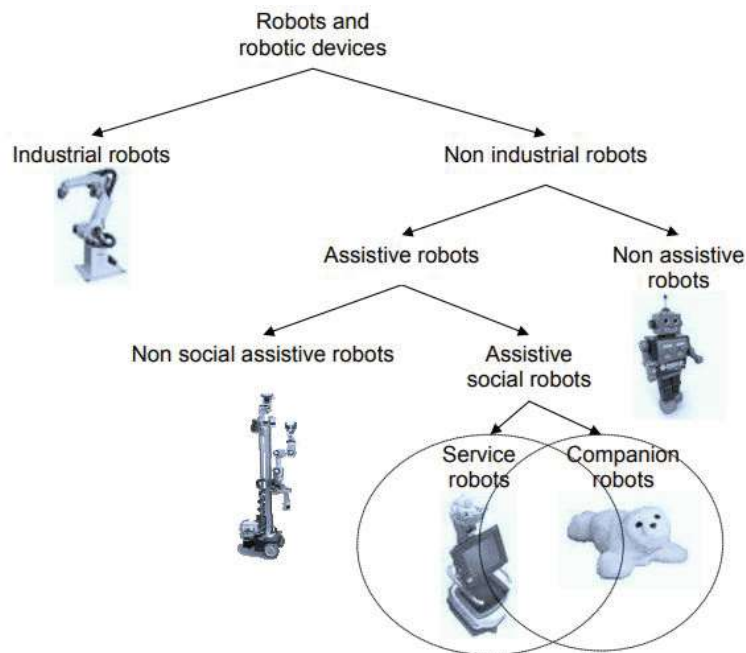 Robots and
robotic devices
Industrial robots
Non industrial robots
Assistive robots
Non assistive
robots
Non social assistive robots
Assistive
social robots
Service
robots
Companion
robots